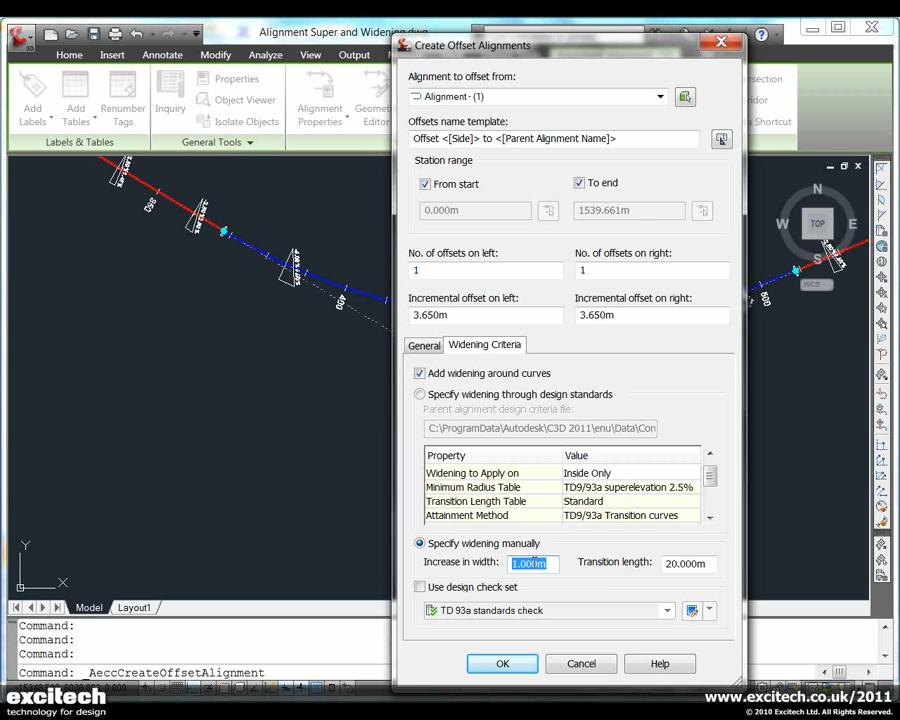 Alignment Super and Widening.dwg
Home Insert Annotate Modify Analyze View Output
Add Labels
Add Tables
Renumber Tags
Inquiry
Properties
Object Viewer
Isolate Objects
Alignment Properties
Geometry Editor
Labels & Tables
General Tools
Create Offset Alignments
Alignment to offset from:
Alignment - (1)
Offsets name template:
Offset <[Side]> to <[Parent Alignment Name]>
Station range
From start
To end
0.000m
1539.661m
No. of offsets on left:
No. of offsets on right:
1
1
Incremental offset on left:
Incremental offset on right:
3.650m
3.650m
General
Widening Criteria
Add widening around curves
Specify widening through design standards
Parent alignment design criteria file:
C:\ProgramData\Autodesk\C3D 2011\enu\Data\Con
Property Value
Widening to Apply on Inside Only
Minimum Radius Table TD9/93a superelevation 2.5%
Transition Length Table Standard
Attainment Method TD9/93a Transition curves
Specify widening manually
Increase in width: 1.000m Transition length: 20.000m
Use design check set
TD 93a standards check
OK Cancel Help
350
400
500
N
W TOP E
S
WCS
Y
X
Model Layout1
Command:
Command:
Command:
Command: _AeccCreateOffsetAlignment
excitech
technology for design
www.excitech.co.uk/2011
© 2010 Excitech Ltd. All Rights Reserved.